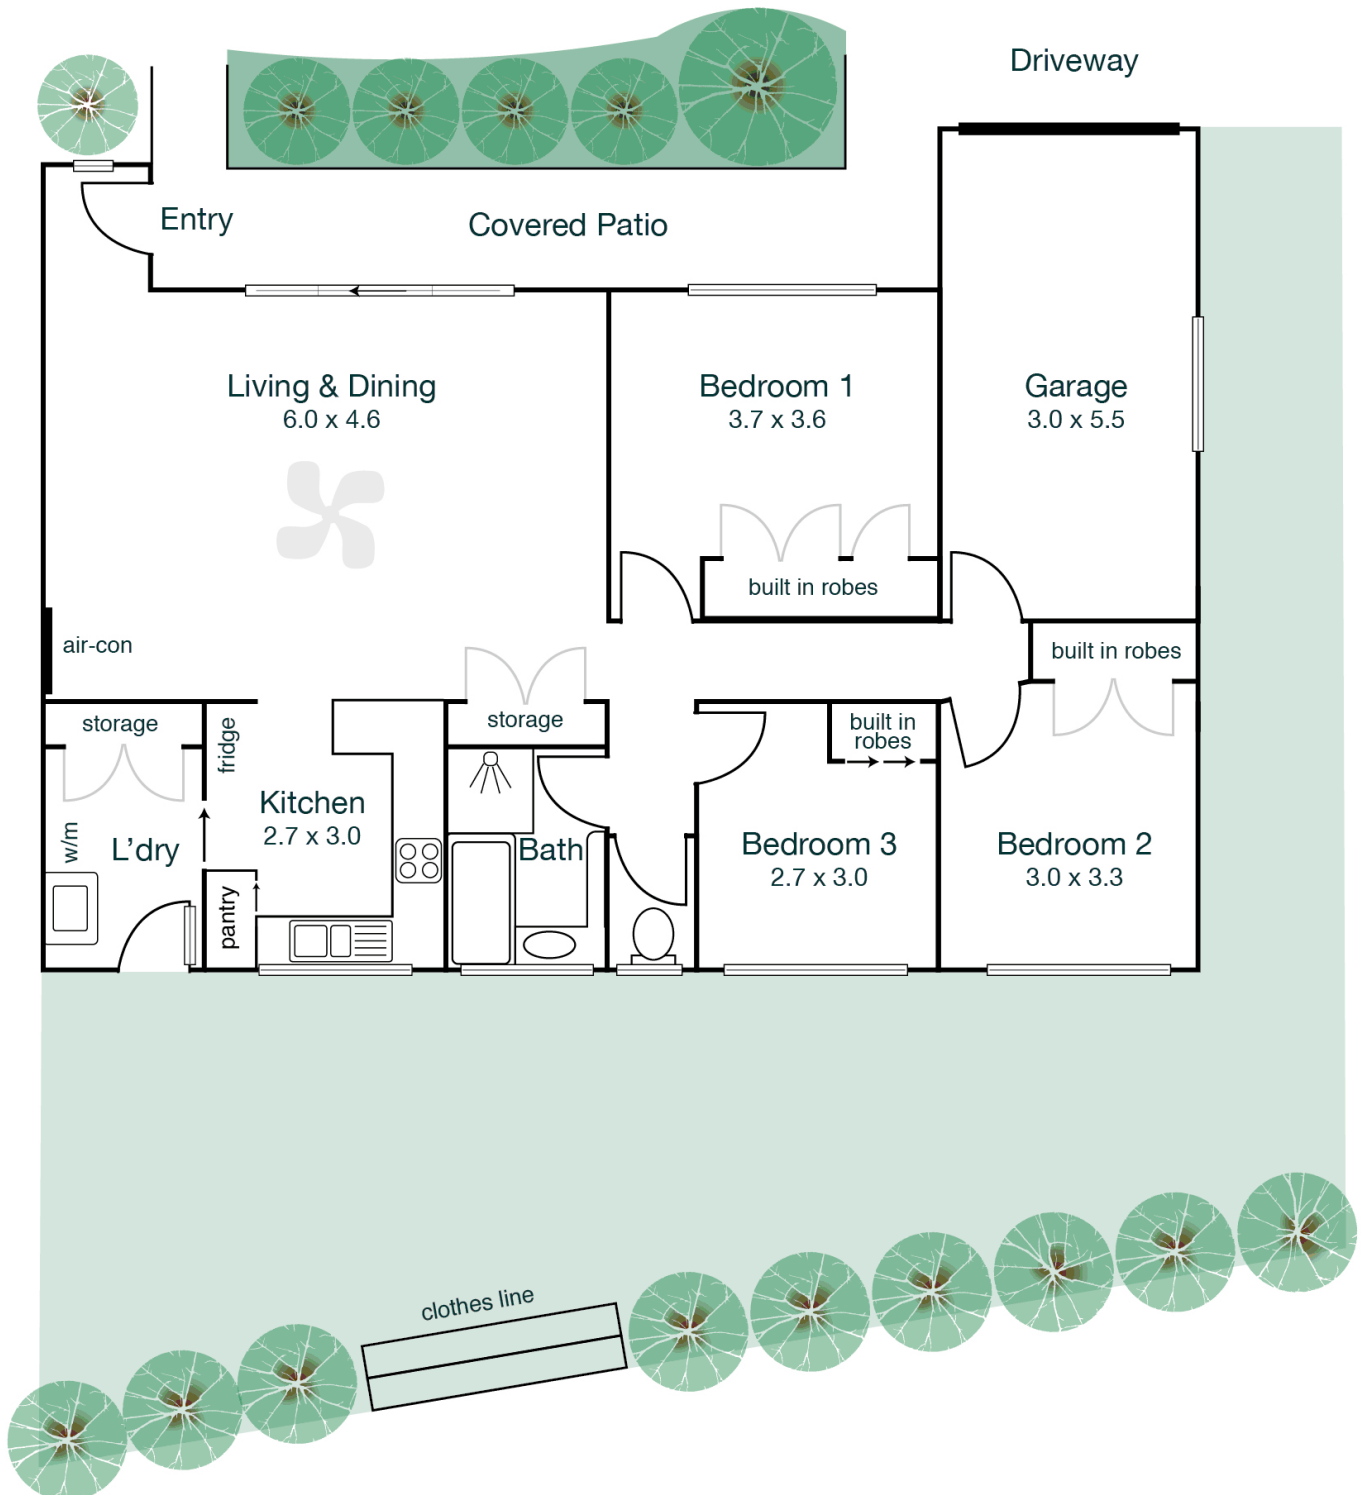 Driveway
Entry
Covered Patio
Living & Dining
6.0 x 4.6
Bedroom 1
3.7 x 3.6
Garage
3.0 x 5.5
built in robes
air-con
built in robes
storage
fridge
storage
built in
robes
Kitchen
2.7 x 3.0
w/m
L’dry
Bath
Bedroom 3
2.7 x 3.0
Bedroom 2
3.0 x 3.3
pantry
clothes line